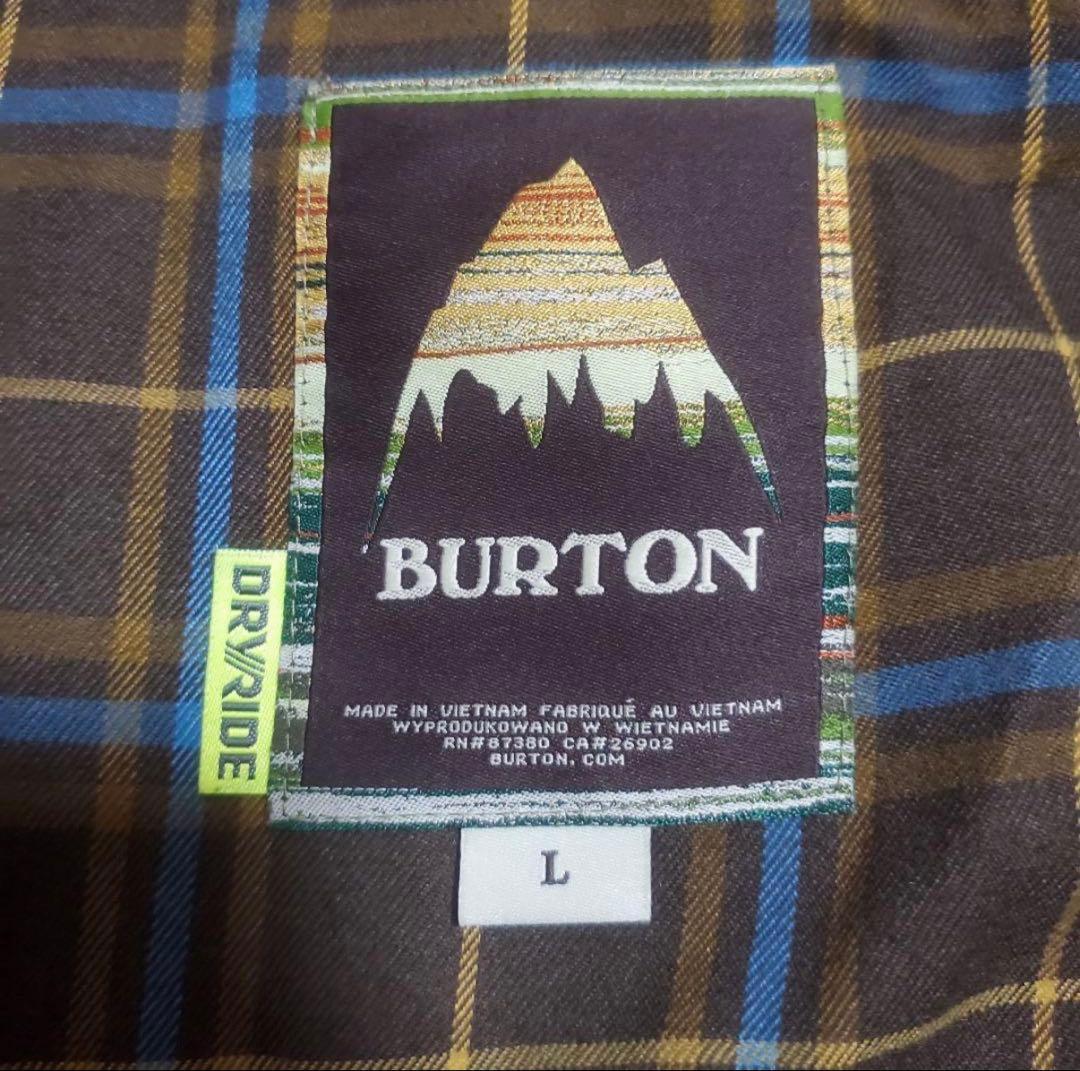 BURTON
DRY//RIDE
MADE IN VIETNAM FABRIQUÉ AU VIETNAM
WYPRODUKOWANO W WIETNAMIE
RN#87380 CA#26902
BURTON.COM
L